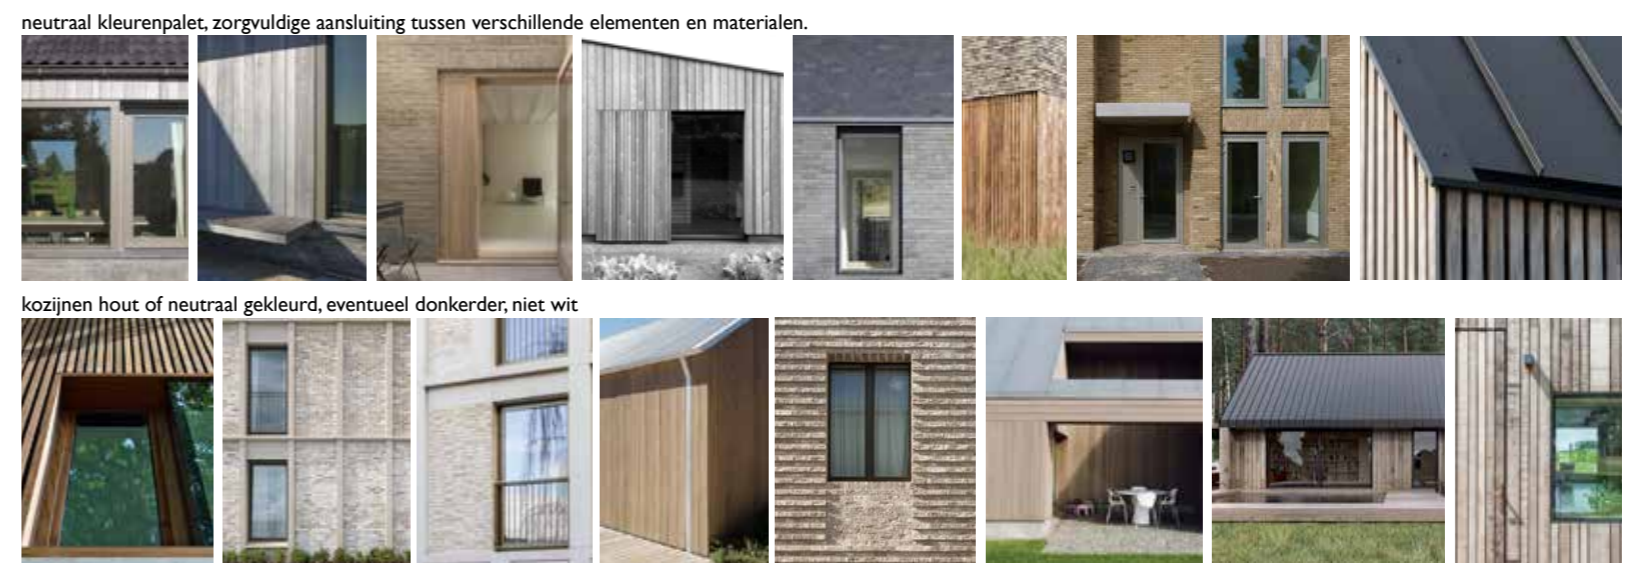 neutraal kleurenpalet, zorgvuldige aansluiting tussen verschillende elementen en materialen.
kozijnen hout of neutraal gekleurd, eventueel donkerder, niet wit